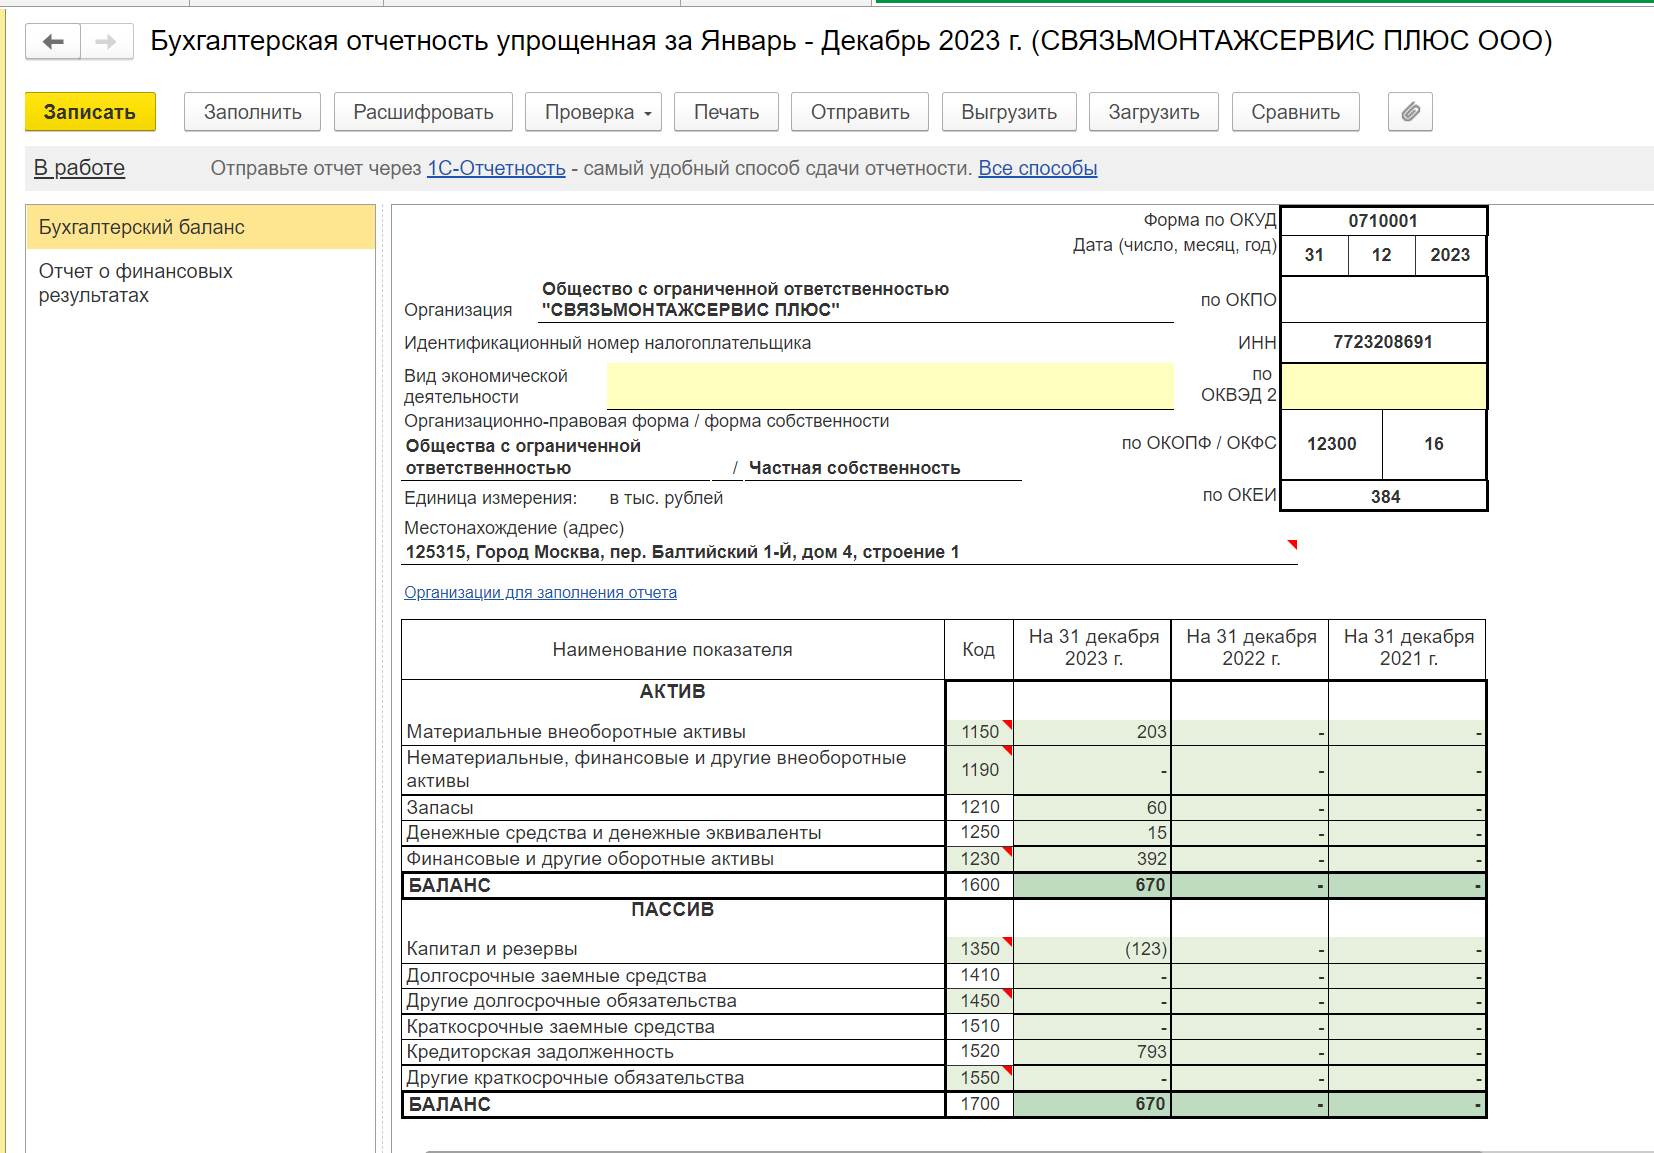 Бухгалтерская отчетность упрощенная за Январь - Декабрь 2023 г. (СВЯЗЬМОНТАЖСЕРВИС ПЛЮС ООО)
Записать Заполнить Расшифровать Проверка Печать Отправить Выгрузить Загрузить Сравнить
В работе Отправьте отчет через 1С-Отчетность - самый удобный способ сдачи отчетности. Все способы
Бухгалтерский баланс
Отчет о финансовых
результатах
Форма по ОКУД 0710001
Дата (число, месяц, год) 31 12 2023
Общество с ограниченной ответственностью
Организация "СВЯЗЬМОНТАЖСЕРВИС ПЛЮС" по ОКПО
Идентификационный номер налогоплательщика ИНН 7723208691
Вид экономической по
деятельности ОКВЭД 2
Организационно-правовая форма / форма собственности
Общества с ограниченной по ОКОПФ / ОКФС 12300 16
ответственностью / Частная собственность
Единица измерения: в тыс. рублей по ОКЕИ 384
Местонахождение (адрес)
125315, Город Москва, пер. Балтийский 1-Й, дом 4, строение 1
Организации для заполнения отчета
Наименование показателя Код На 31 декабря 2023 г. На 31 декабря 2022 г. На 31 декабря 2021 г.
АКТИВ
Материальные внеоборотные активы 1150 203 - -
Нематериальные, финансовые и другие внеоборотные
активы 1190 - - -
Запасы 1210 60 - -
Денежные средства и денежные эквиваленты 1250 15 - -
Финансовые и другие оборотные активы 1230 392 - -
БАЛАНС 1600 670 - -
ПАССИВ
Капитал и резервы 1350 (123) - -
Долгосрочные заемные средства 1410 - - -
Другие долгосрочные обязательства 1450 - - -
Краткосрочные заемные средства 1510 - - -
Кредиторская задолженность 1520 793 - -
Другие краткосрочные обязательства 1550 - - -
БАЛАНС 1700 670 - -